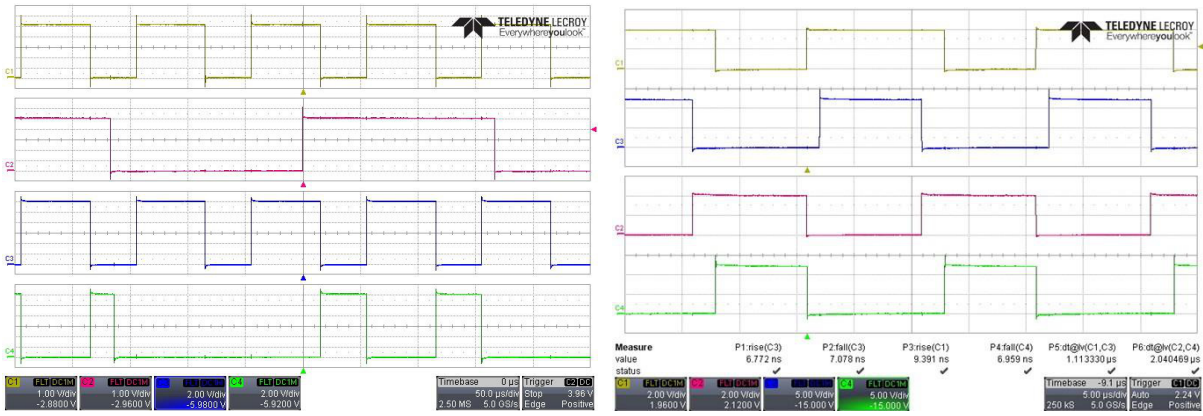 TELEDYNE LECROY
Everywhereyoulook™
C1
C2
C3
C4
C1 FLT DC1M
1.00 V/div
-2.8800 V
C2 FLT DC1M
1.00 V/div
-2.9600 V
2.00 V/div
-5.9800 V
C4 FLT DC1M
2.00 V/div
-5.9200 V
Timebase 0 µs
50.0 µs/div
2.50 MS 5.0 GS/s
Trigger C2 DC
Stop 3.96 V
Edge Positive
TELEDYNE LECROY
Everywhereyoulook™
C1
C3
C2
C4
Measure P1:rise(C3) P2:fall(C3) P3:rise(C1) P4:fall(C4) P5:dt@lv(C1,C3) P6:dt@lv(C2,C4)
value 6.772 ns 7.078 ns 9.391 ns 6.959 ns 1.113330 µs 2.040469 µs
status
C1 FLT DC1M
2.00 V/div
1.9600 V
C2 FLT DC1M
2.00 V/div
2.1200 V
5.00 V/div
-15.000 V
C4 FLT DC1M
5.00 V/div
-15.000 V
Timebase -9.1 µs
5.00 µs/div
250 kS 5.0 GS/s
Trigger C1 DC
Auto
Edge Positive